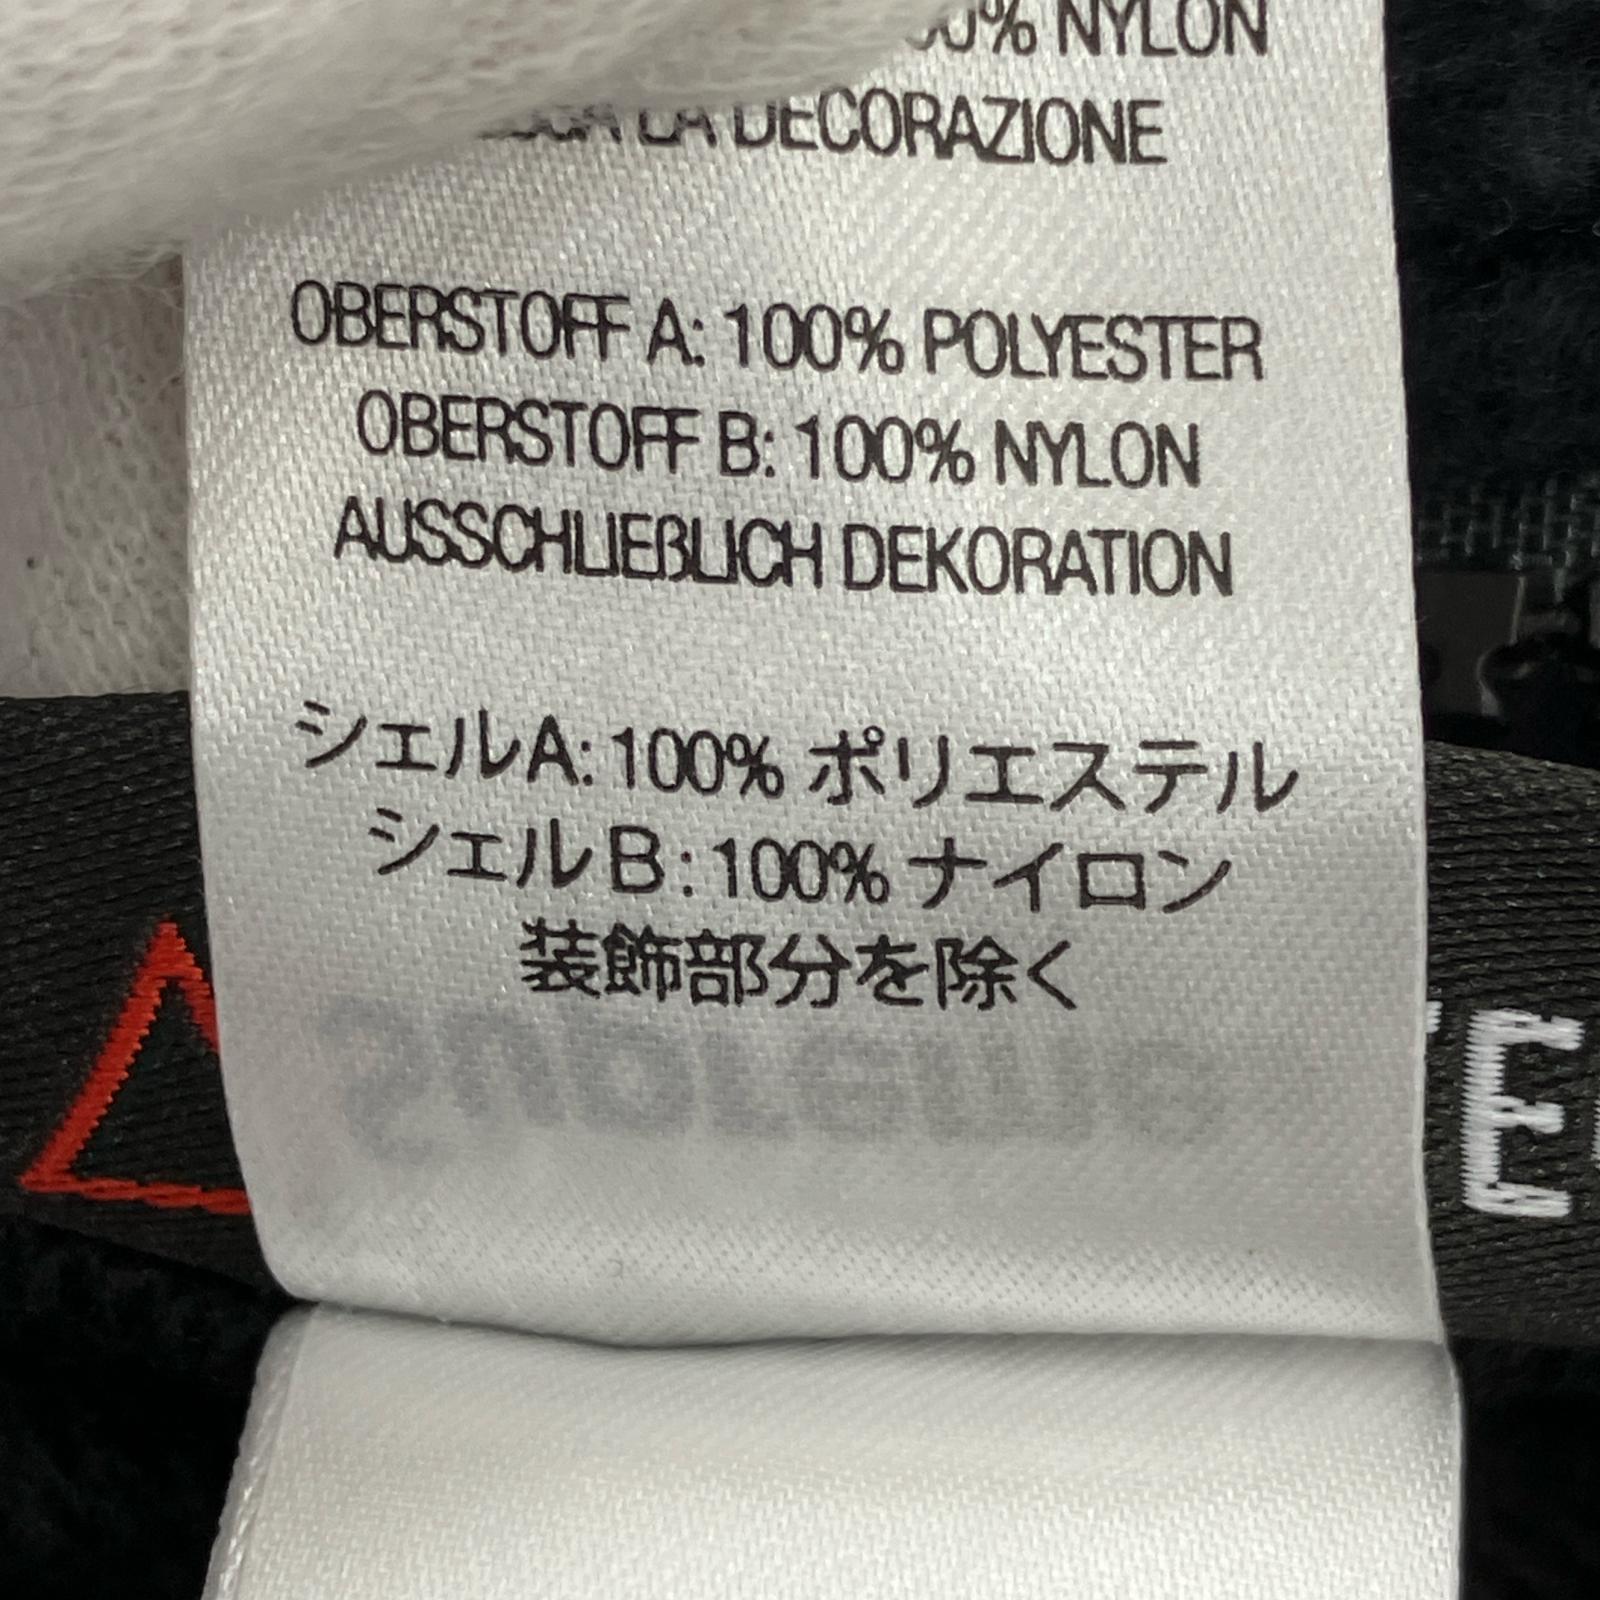 NYLON
LA DECORAZIONE
OBERSTOFF A: 100% POLYESTER
OBERSTOFF B: 100% NYLON
AUSSCHLIEßLICH DEKORATION
シェルA: 100% ポリエステル
シェルB: 100% ナイロン
装飾部分を除く